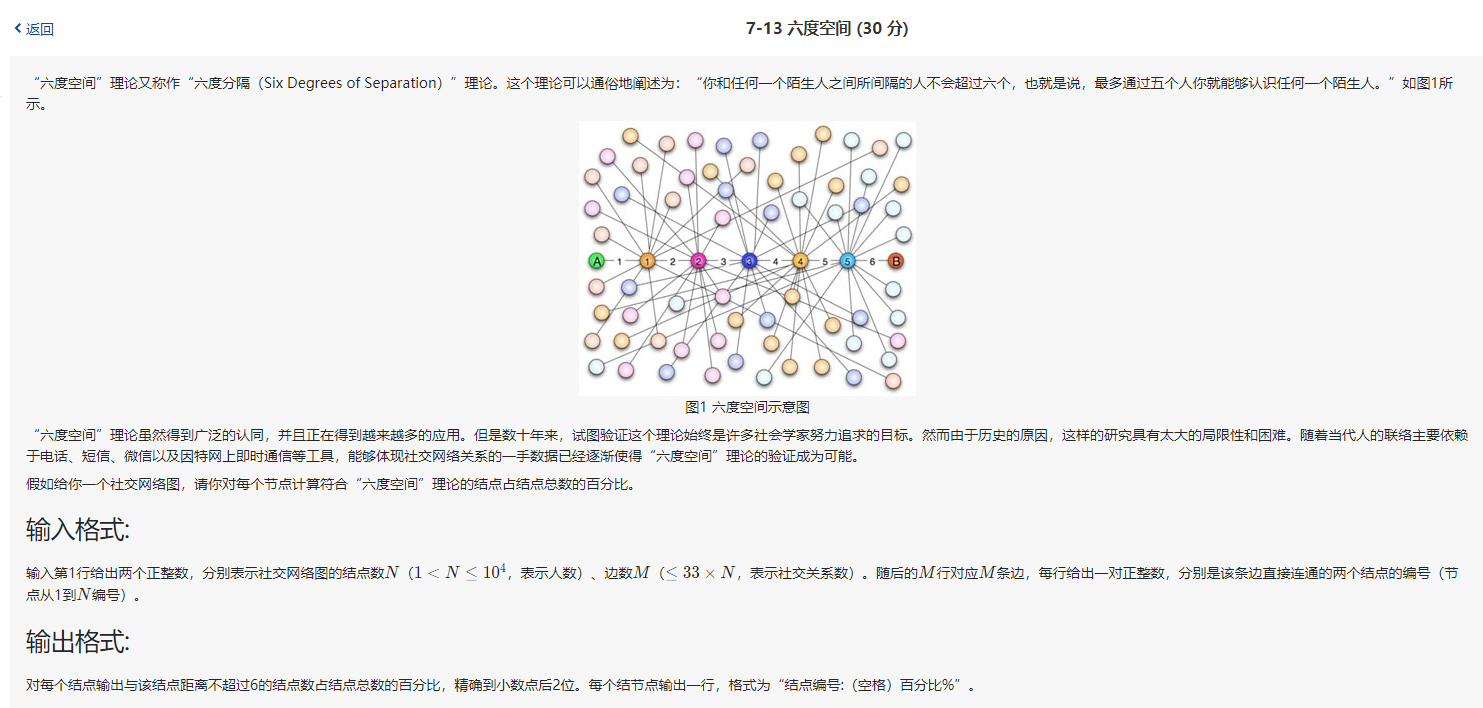 返回
7-13 六度空间 (30 分)
“六度空间”理论又称作“六度分隔（Six Degrees of Separation）”理论。这个理论可以通俗地阐述为：“你和任何一个陌生人之间所间隔的人不会超过六个，也就是说，最多通过五个人你就能够认识任何一个陌生人。”如图1所
示。
A 1 1 2 2 3 3 4 4 5 5 6 B
图1 六度空间示意图
“六度空间”理论虽然得到广泛的认同，并且正在得到越来越多的应用。但是数十年来，试图验证这个理论始终是许多社会学家努力追求的目标。然而由于历史的原因，这样的研究具有太大的局限性和困难。随着当代人的联络主要依赖
于电话、短信、微信以及因特网上即时通信等工具，能够体现社交网络关系的一手数据已经逐渐使得“六度空间”理论的验证成为可能。
假如给你一个社交网络图，请你对每个节点计算符合“六度空间”理论的结点占结点总数的百分比。
输入格式:
输入第1行给出两个正整数，分别表示社交网络图的结点数N（1 < N ≤ 10⁴，表示人数）、边数M（≤ 33 × N，表示社交关系数）。随后的M行对应M条边，每行给出一对正整数，分别是该条边直接连通的两个结点的编号（节
点从1到N编号）。
输出格式:
对每个结点输出与该结点距离不超过6的结点数占结点总数的百分比，精确到小数点后2位。每个结节点输出一行，格式为“结点编号:（空格）百分比%”。